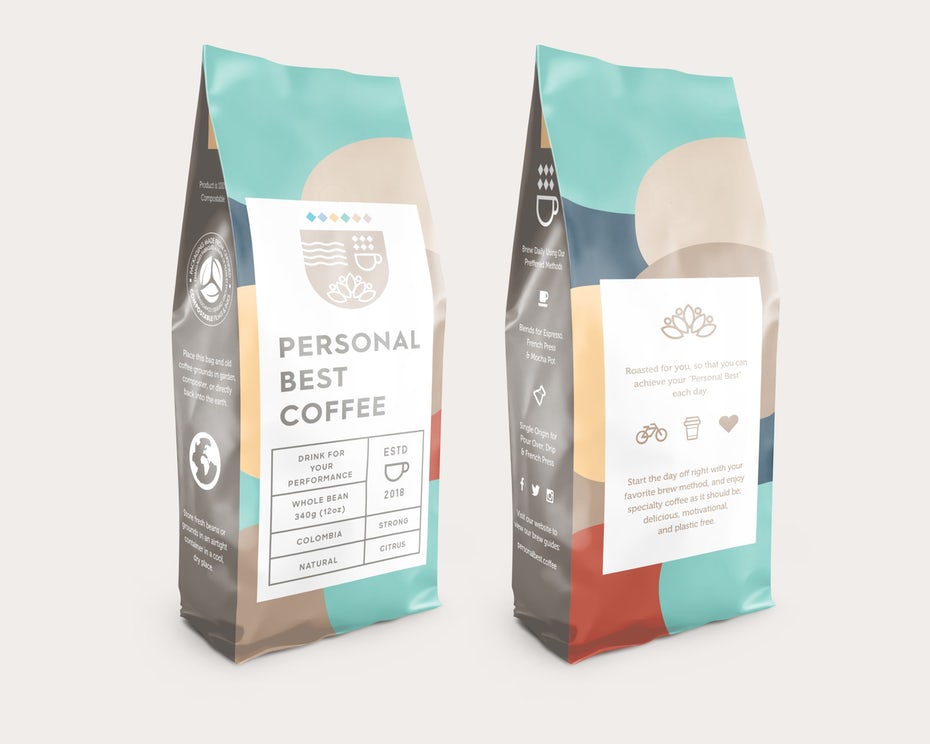 Product is 100%
Compostable
PACKAGING MADE FROM
COMPOSTABLE
Place this bag and old
coffee grounds in garden,
composter, or directly
back into the earth.
Store fresh beans or
grounds in an airtight
container in a cool,
dry place.
PERSONAL
BEST
COFFEE
DRINK FOR
YOUR
PERFORMANCE
WHOLE BEAN
340g (12oz)
COLOMBIA
NATURAL
ESTD
2018
STRONG
CITRUS
Brew Daily Using Our
Preffered Methods
Blends for Espresso,
French Press
& Mocha Pot
Single Origin for
Pour Over, Drip
& French Press
Visit our website to
view our brew guides
personalbest.coffee
Roasted for you, so that you can
achieve your "Personal Best"
each day.
Start the day off right with your
favorite brew method, and enjoy
specialty coffee as it should be;
delicious, motivational,
and plastic free.